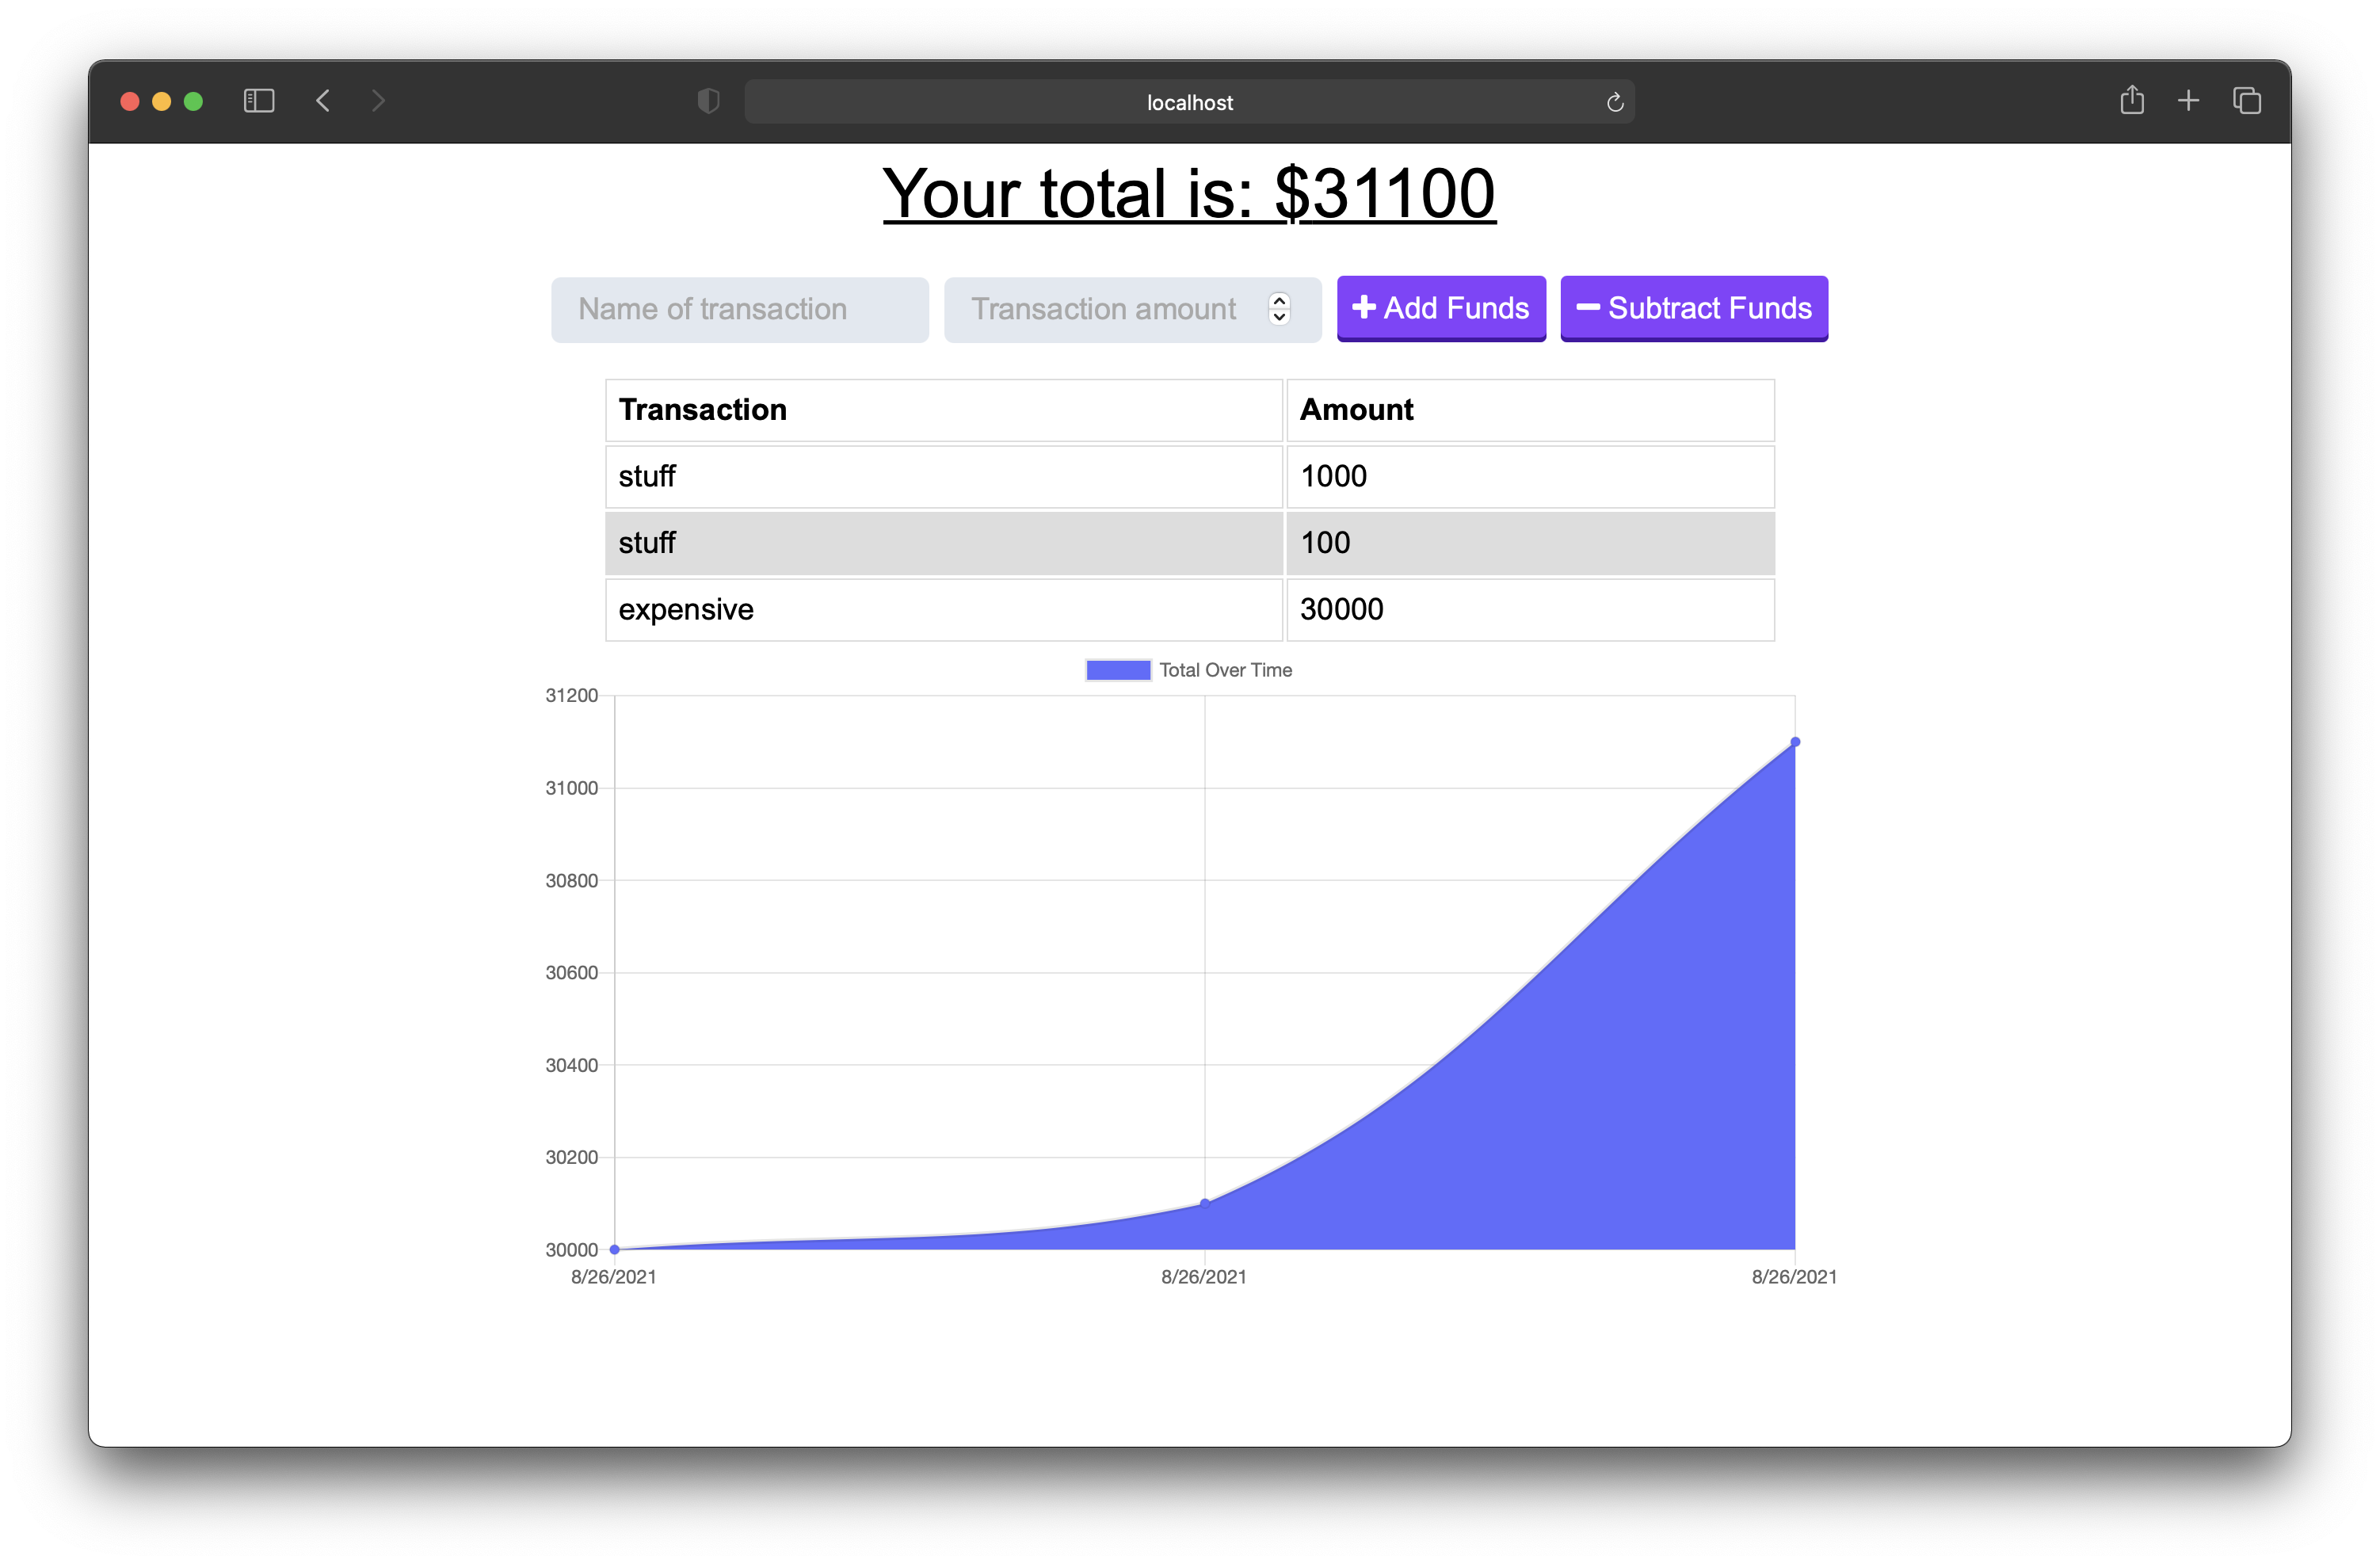 localhost
Your total is: $31100
Name of transaction Transaction amount Add Funds Subtract Funds
Transaction Amount
stuff 1000
stuff 100
expensive 30000
Total Over Time
31200
31000
30800
30600
30400
30200
30000
8/26/2021 8/26/2021 8/26/2021